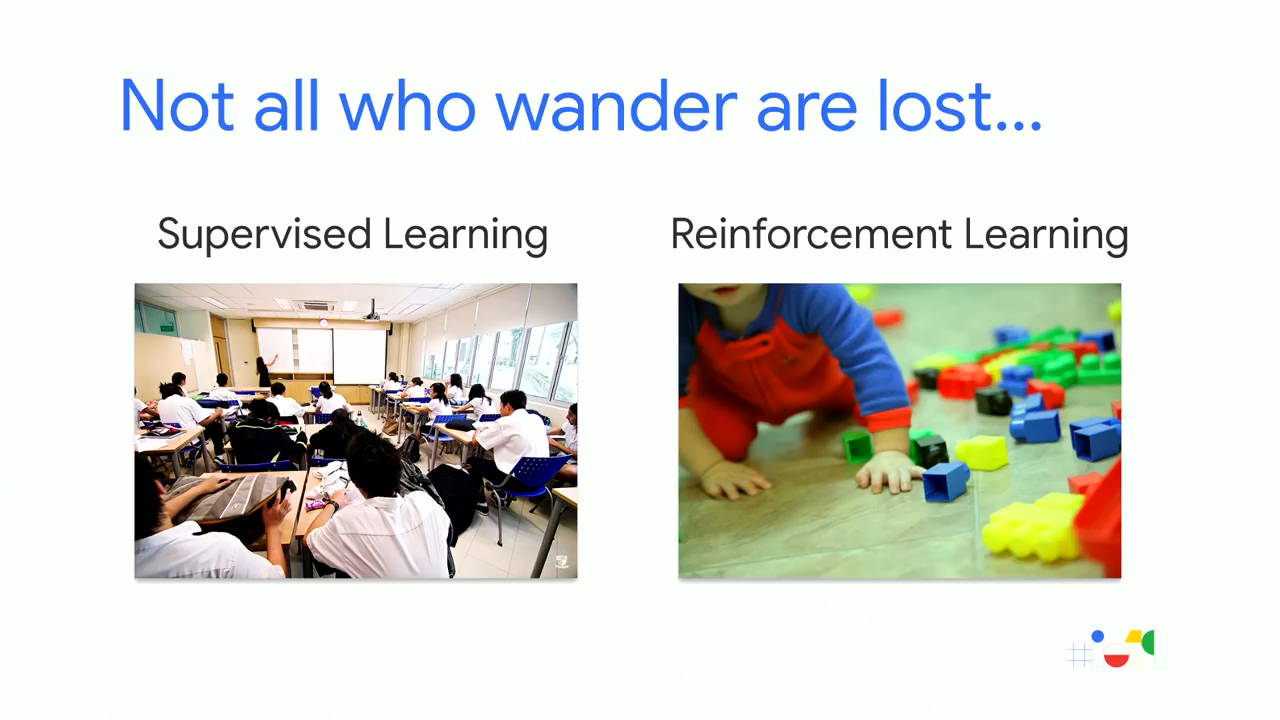 Not all who wander are lost...
Supervised Learning
Reinforcement Learning